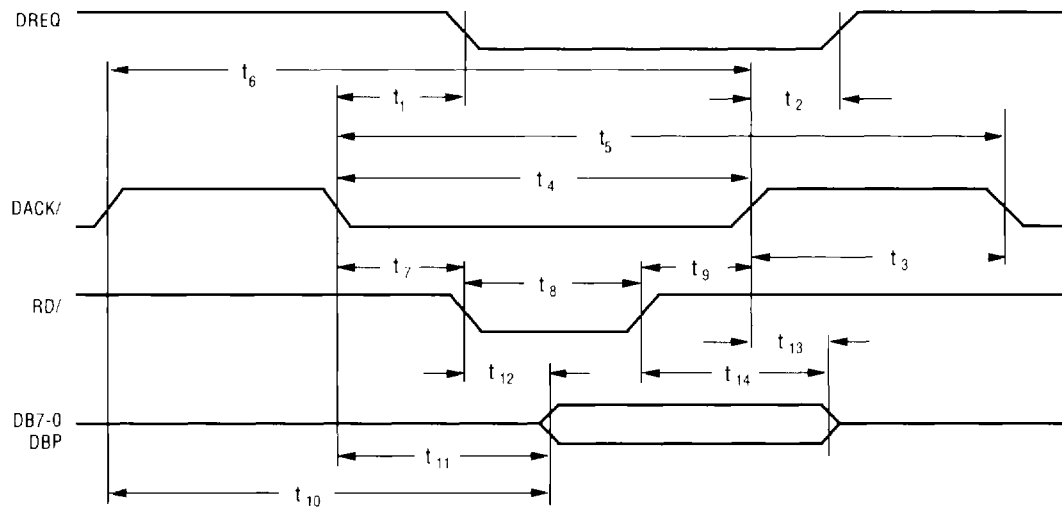 DREQ
t6
t1
t2
t5
t4
DACK/
t7
t8
t9
t3
RD/
t13
t12
t14
DB7-0
DBP
t11
t10